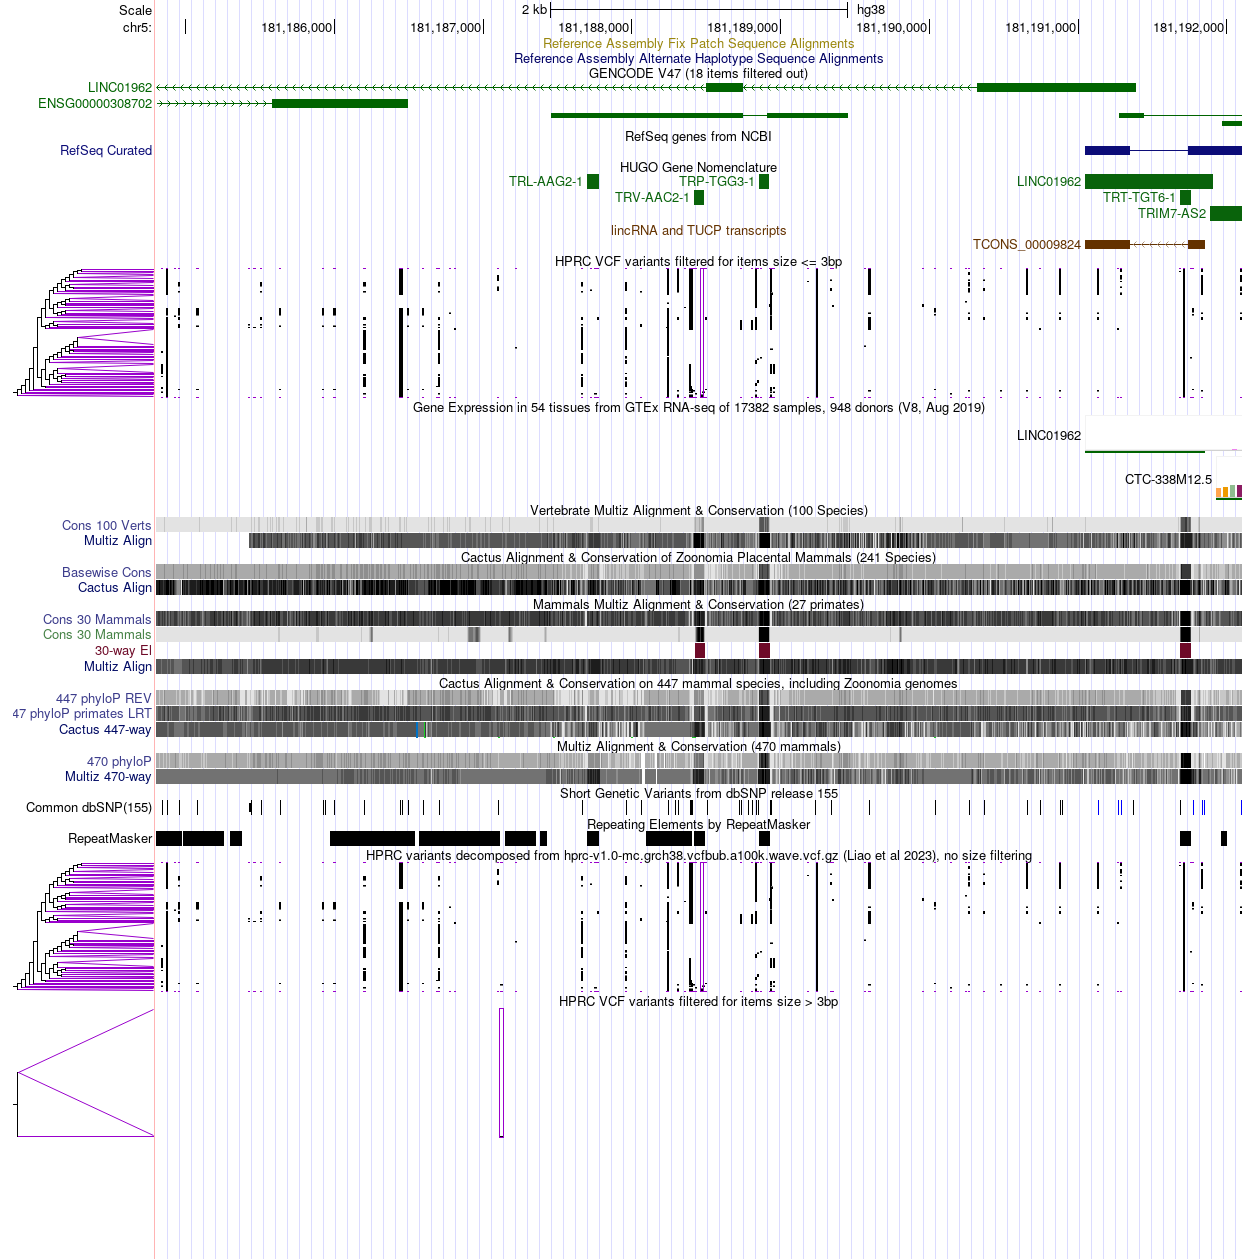 Scale 2 kb hg38
chr5: 181,186,000 181,187,000 181,188,000 181,189,000 181,190,000 181,191,000 181,192,000
Reference Assembly Fix Patch Sequence Alignments
Reference Assembly Alternate Haplotype Sequence Alignments
GENCODE V47 (18 items filtered out)
LINC01962
ENSG00000308702
RefSeq genes from NCBI
RefSeq Curated
HUGO Gene Nomenclature
TRL-AAG2-1 TRP-TGG3-1 LINC01962
TRV-AAC2-1 TRT-TGT6-1
TRIM7-AS2
lincRNA and TUCP transcripts
TCONS_00009824
HPRC VCF variants filtered for items size <= 3bp
Gene Expression in 54 tissues from GTEx RNA-seq of 17382 samples, 948 donors (V8, Aug 2019)
LINC01962
CTC-338M12.5
Vertebrate Multiz Alignment & Conservation (100 Species)
Cons 100 Verts
Multiz Align
Cactus Alignment & Conservation of Zoonomia Placental Mammals (241 Species)
Basewise Cons
Cactus Align
Mammals Multiz Alignment & Conservation (27 primates)
Cons 30 Mammals
Cons 30 Mammals
30-way El
Multiz Align
Cactus Alignment & Conservation on 447 mammal species, including Zoonomia genomes
447 phyloP REV
47 phyloP primates LRT
Cactus 447-way
Multiz Alignment & Conservation (470 mammals)
470 phyloP
Multiz 470-way
Short Genetic Variants from dbSNP release 155
Common dbSNP(155)
Repeating Elements by RepeatMasker
RepeatMasker
HPRC variants decomposed from hprc-v1.0-mc.grch38.vcfbub.a100k.wave.vcf.gz (Liao et al 2023), no size filtering
HPRC VCF variants filtered for items size > 3bp